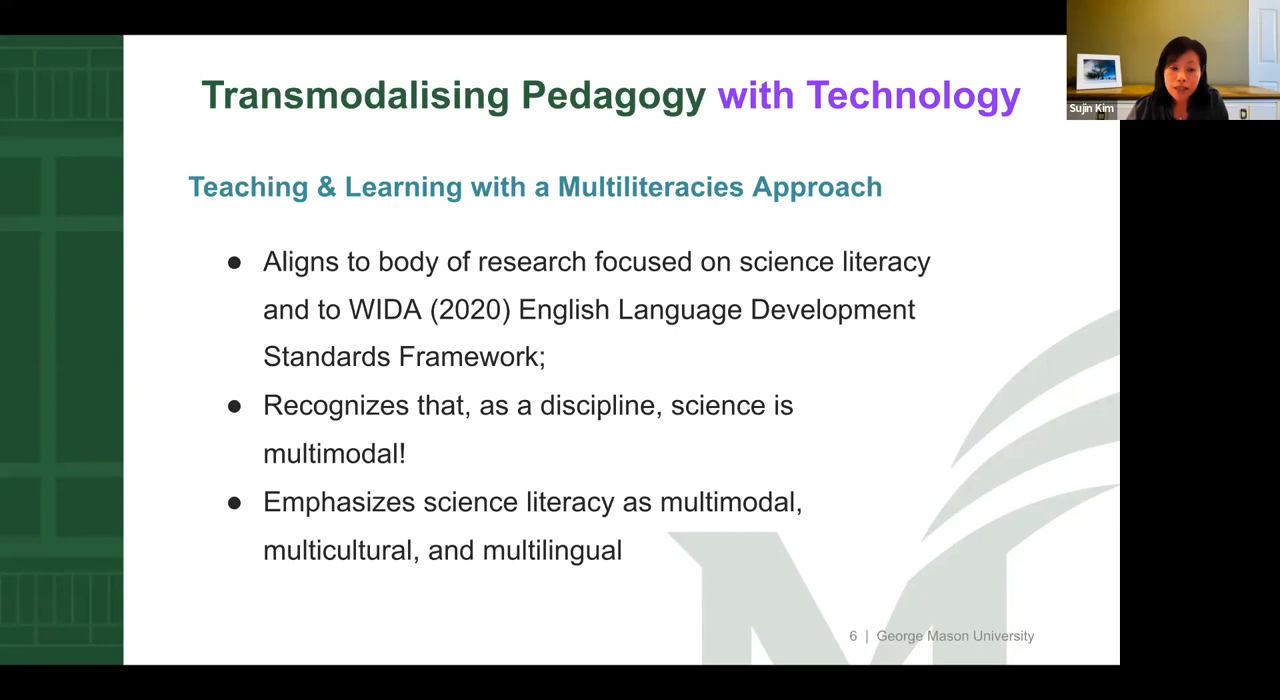 Transmodalising Pedagogy with Technology
Sujin Kim
Teaching & Learning with a Multiliteracies Approach
● Aligns to body of research focused on science literacy
and to WIDA (2020) English Language Development
Standards Framework;
● Recognizes that, as a discipline, science is
multimodal!
● Emphasizes science literacy as multimodal,
multicultural, and multilingual
6 | George Mason University